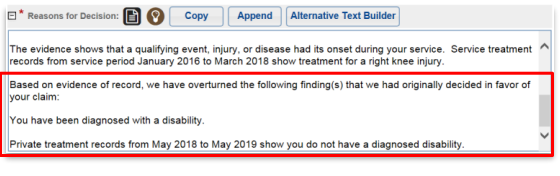 * Reasons for Decision: Copy Append Alternative Text Builder
The evidence shows that a qualifying event, injury, or disease had its onset during your service.  Service treatment
records from service period January 2016 to March 2018 show treatment for a right knee injury.
Based on evidence of record, we have overturned the following finding(s) that we had originally decided in favor of
your claim:
You have been diagnosed with a disability.
Private treatment records from May 2018 to May 2019 show you do not have a diagnosed disability.